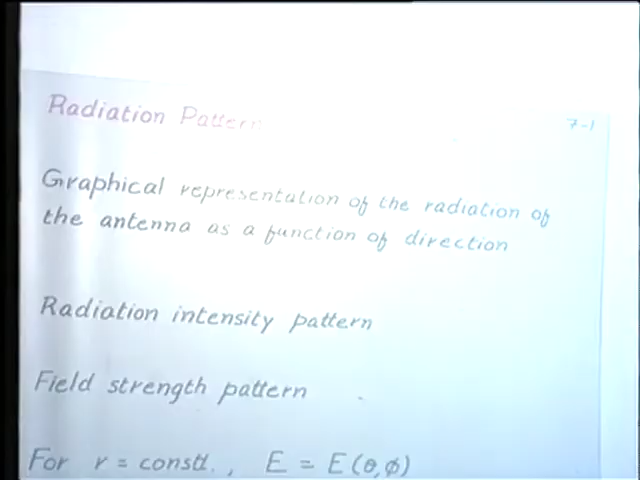 Radiation Pattern
7-1
Graphical representation of the radiation of
the antenna as a function of direction
Radiation intensity pattern
Field strength pattern
For r = constt., E = E(θ,φ)